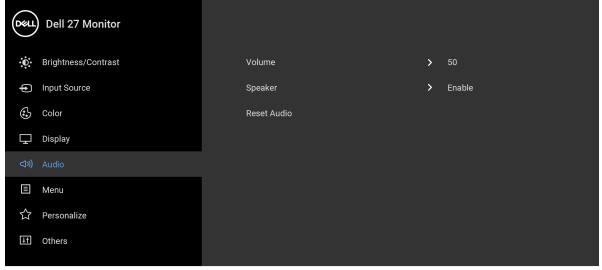 DELL Dell 27 Monitor
Brightness/Contrast
Input Source
Color
Display
Audio
Menu
Personalize
Others
Volume > 50
Speaker > Enable
Reset Audio